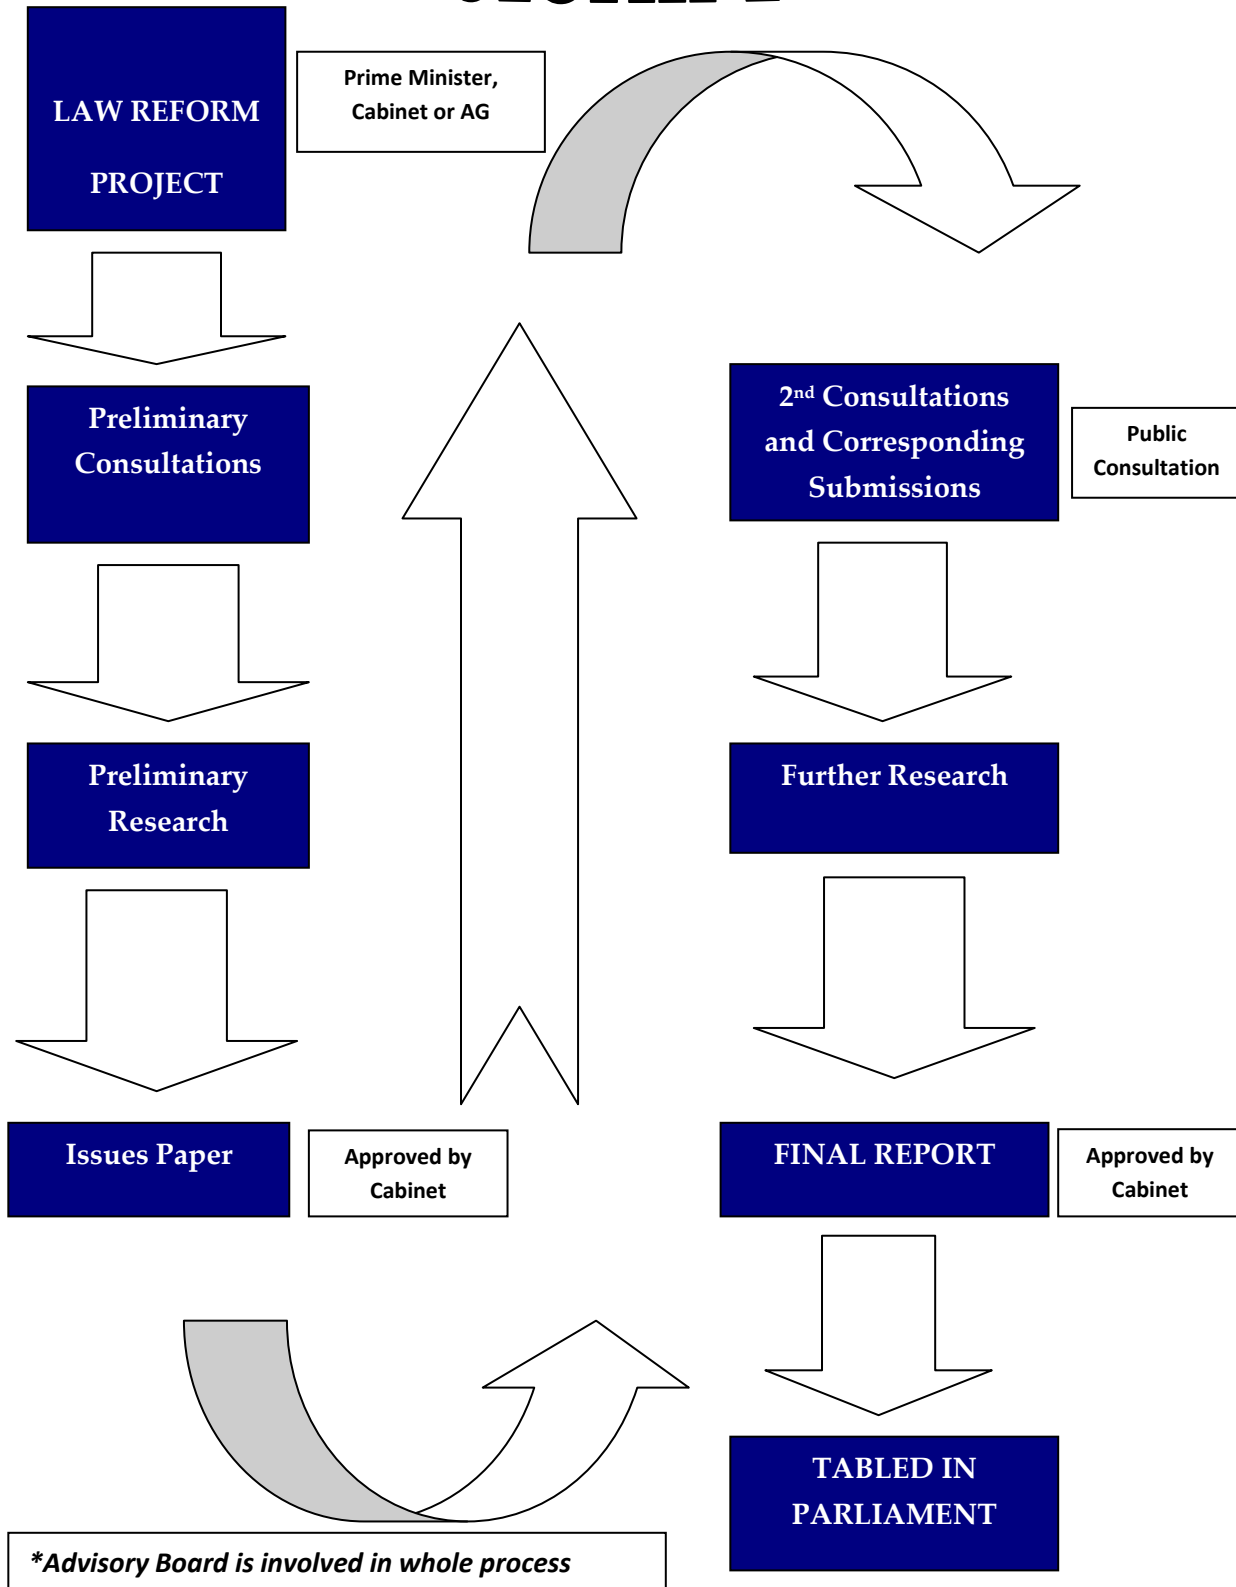 LAW REFORM
PROJECT
Prime Minister,
Cabinet or AG
Preliminary
Consultations
Preliminary
Research
Issues Paper
Approved by
Cabinet
2nd Consultations
and Corresponding
Submissions
Public
Consultation
Further Research
FINAL REPORT
Approved by
Cabinet
TABLED IN
PARLIAMENT
*Advisory Board is involved in whole process